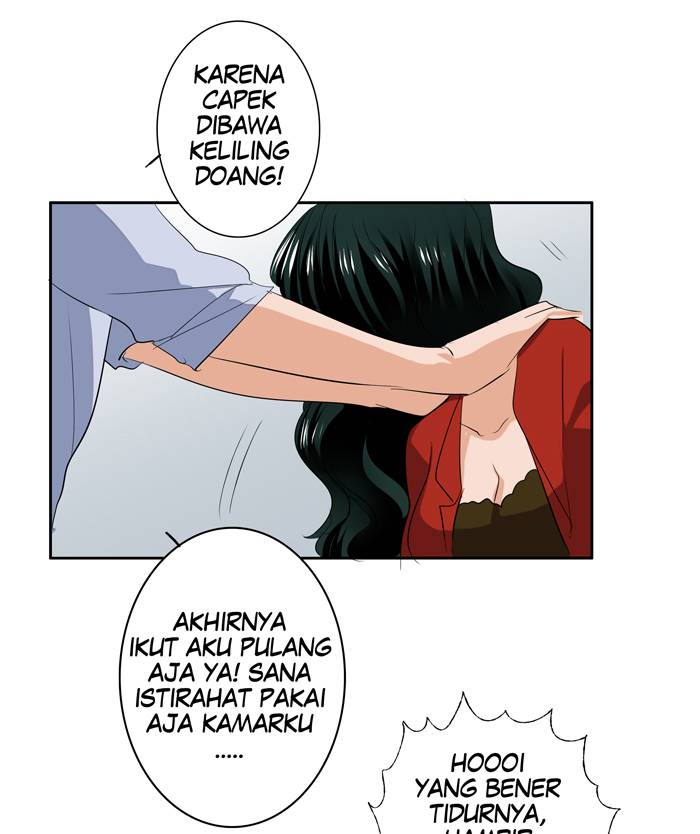 KARENA
CAPEK
DIBAWA
KELILING
DOANG!
AKHIRNYA
IKUT AKU PULANG
AJA YA! SANA
ISTIRAHAT PAKAI
AJA KAMARKU
.....
HOOOI
YANG BENER
TIDURNYA,